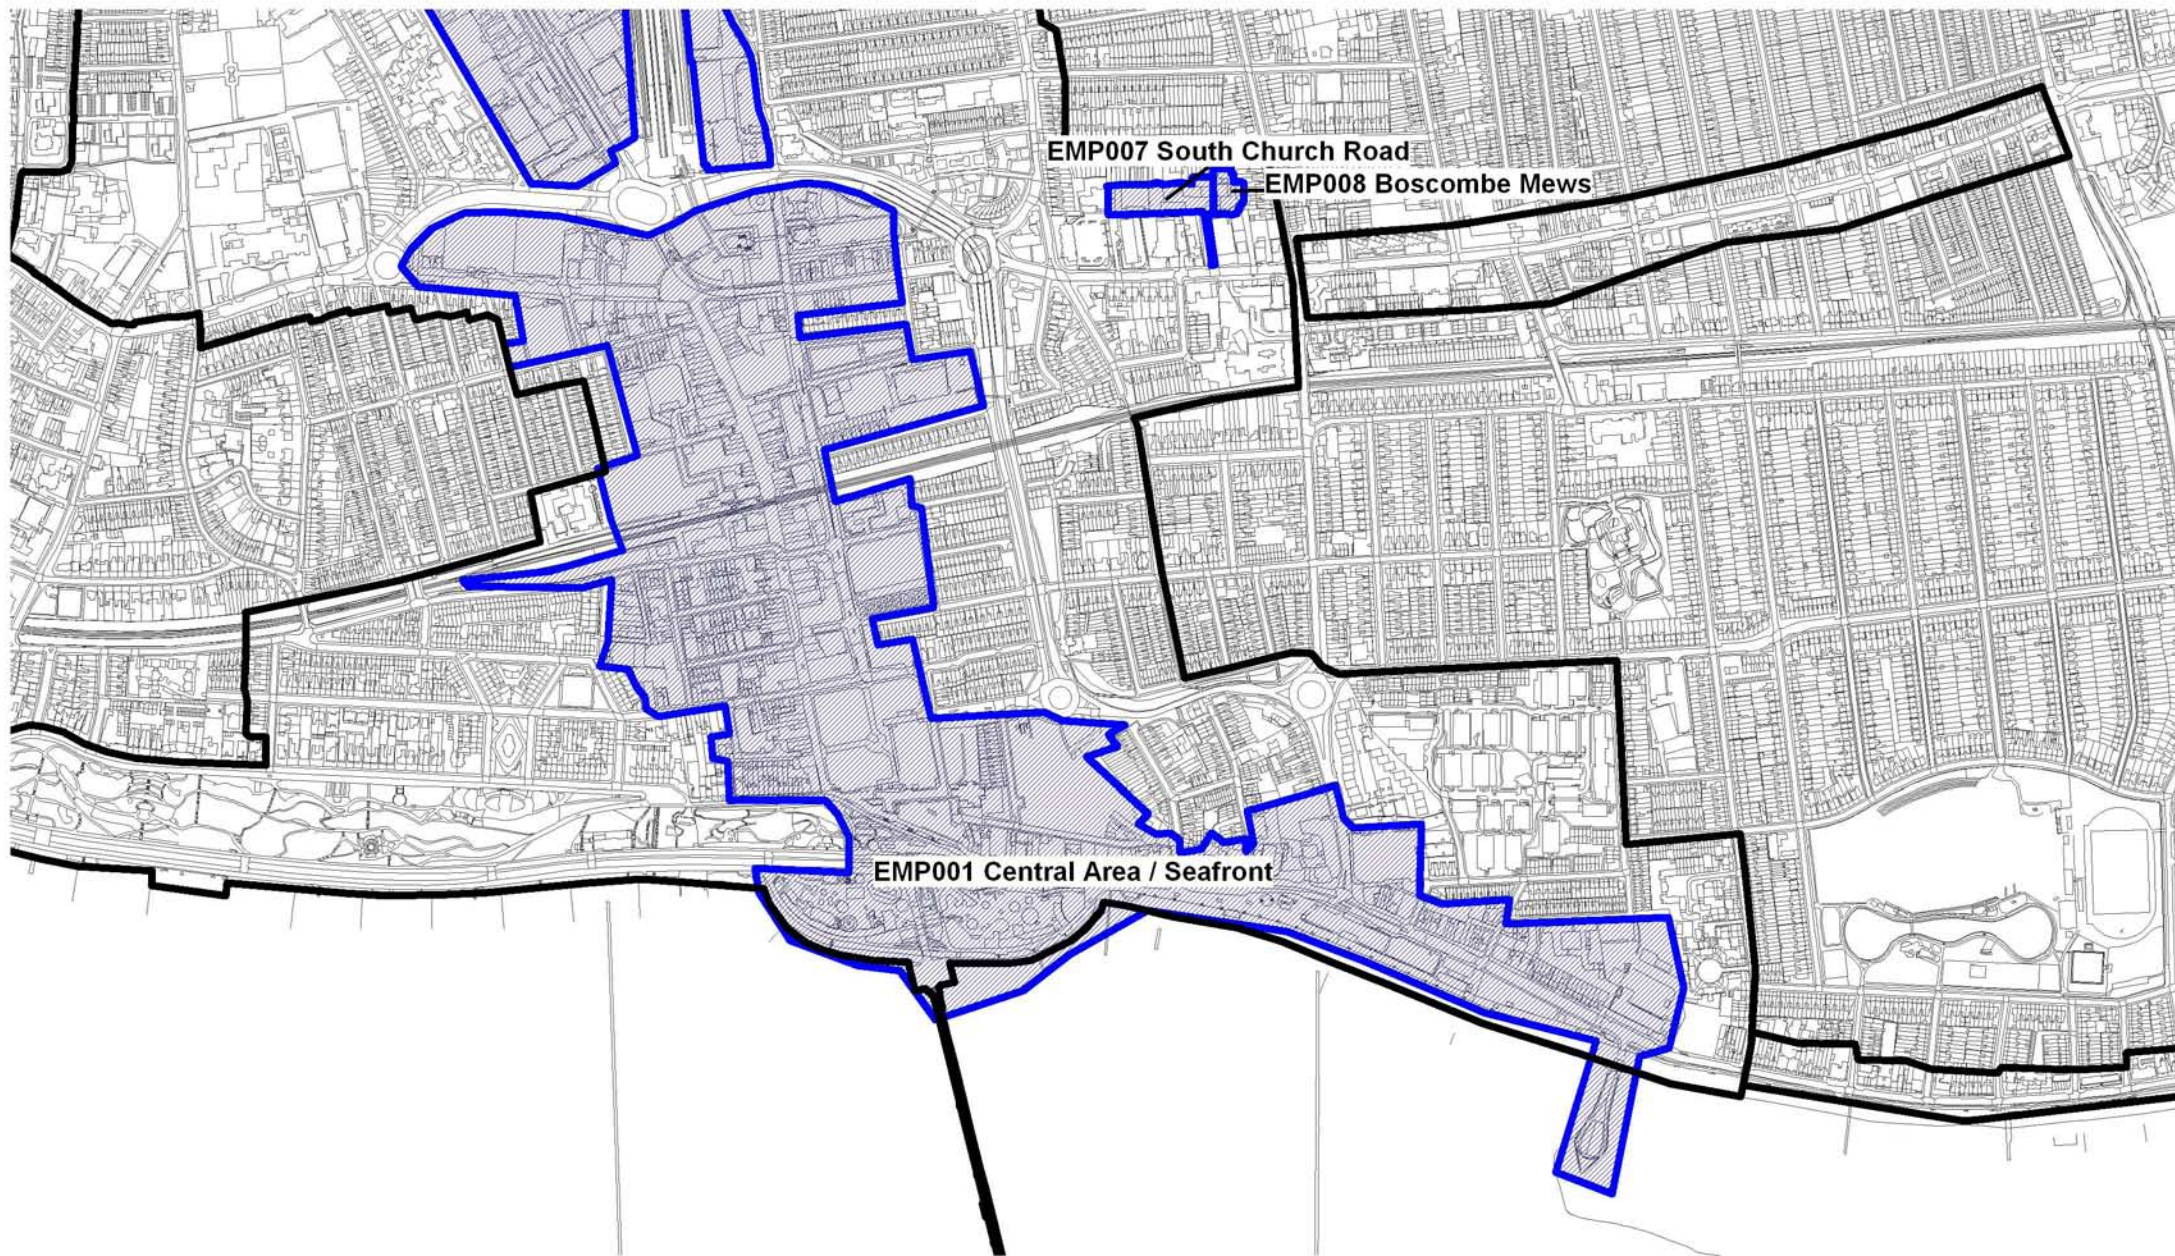 EMP007 South Church Road
EMP008 Boscombe Mews
EMP001 Central Area / Seafront